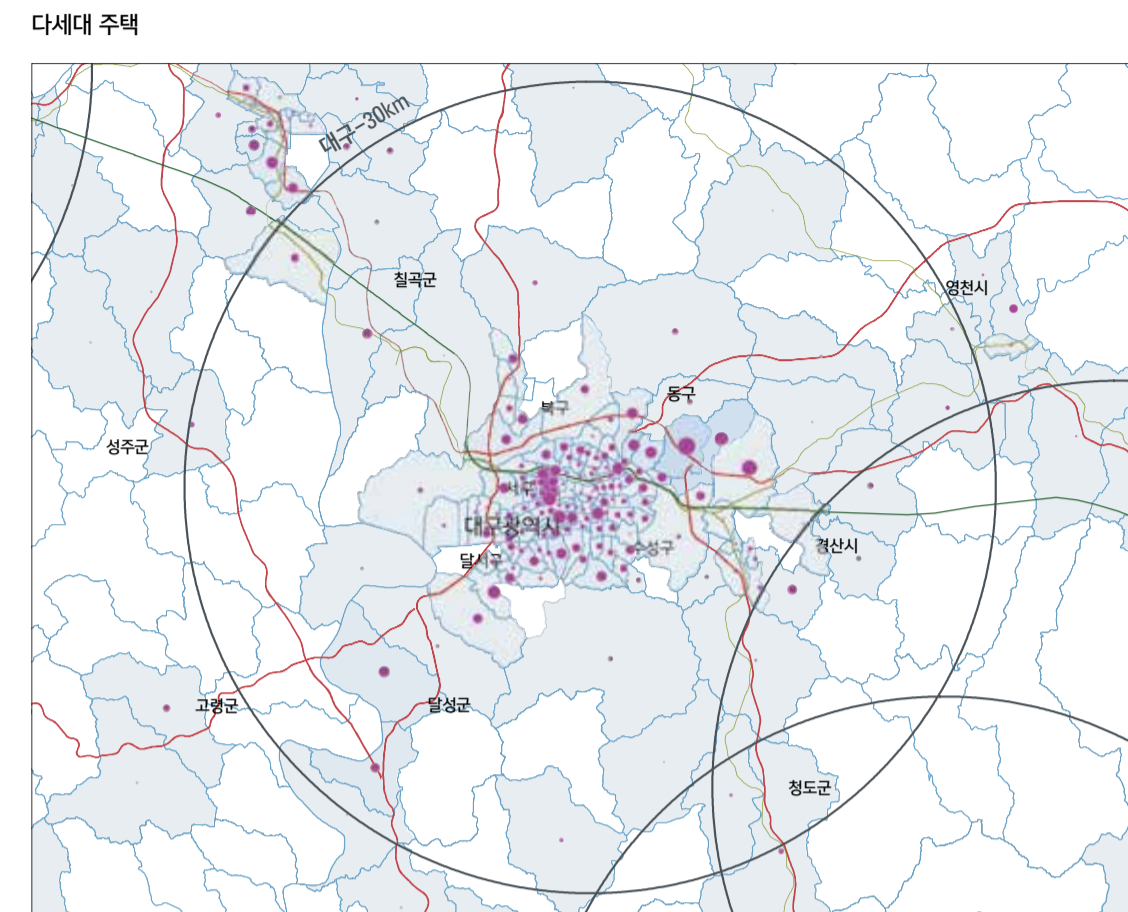 다세대 주택
대구-30km
칠곡군
영천시
동구
북구
성주군
서구
대구광역시
수성구
경산시
달서구
고령군
달성군
청도군